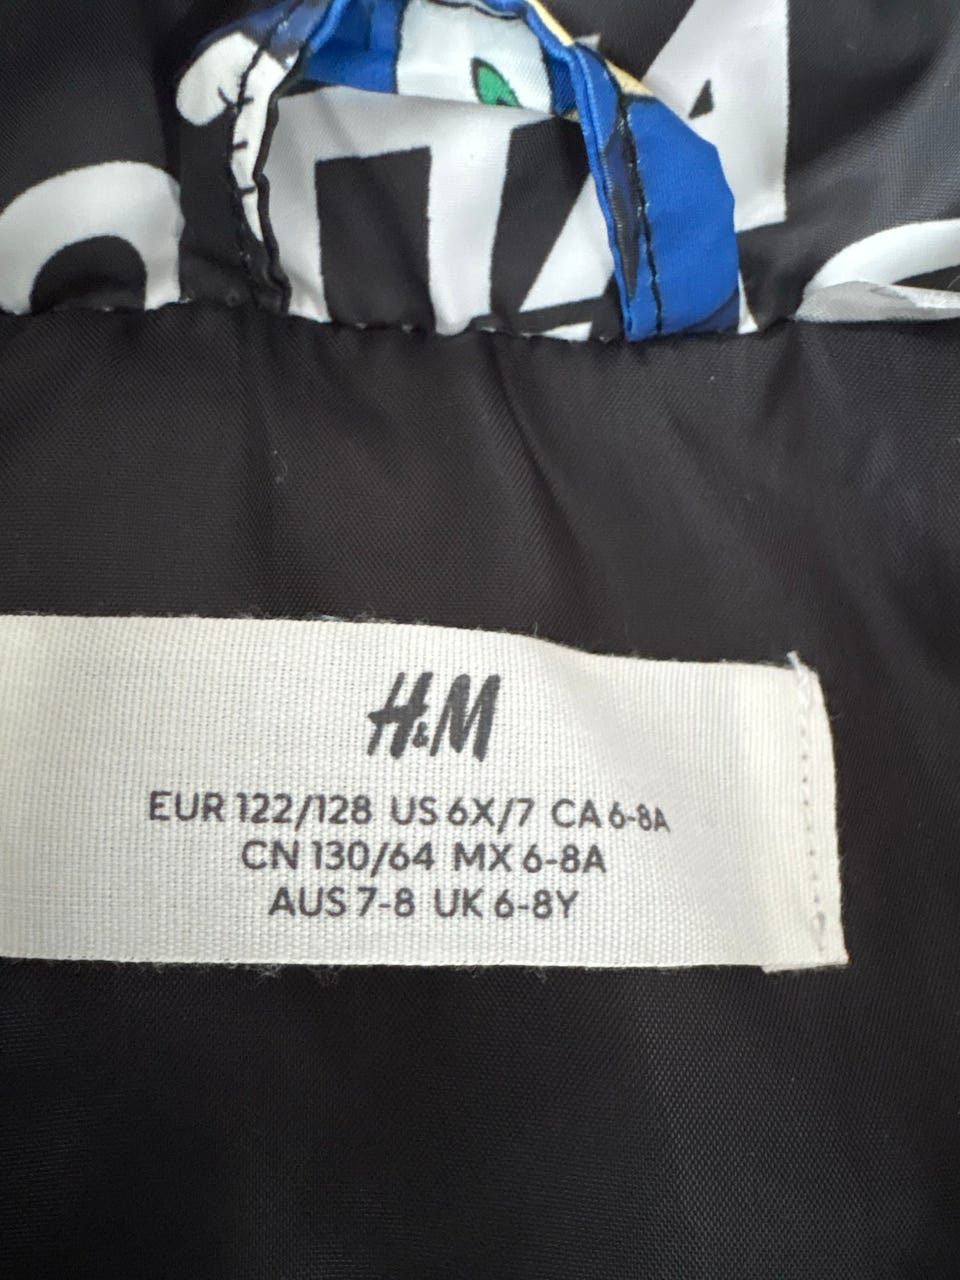 OTTA
H&M
EUR 122/128 US 6X/7 CA 6-8A
CN 130/64 MX 6-8A
AUS 7-8 UK 6-8Y